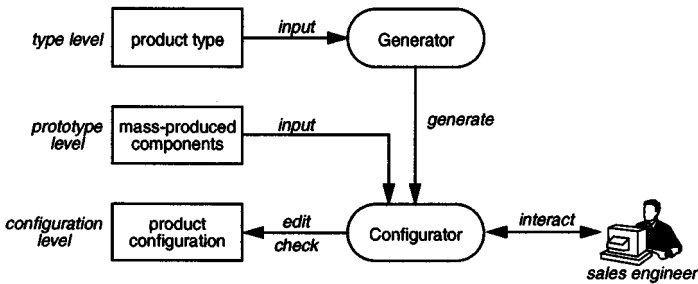 type level
product type
input
Generator
prototype
level
mass-produced
components
input
generate
configuration
level
product
configuration
edit
check
Configurator
interact
sales engineer